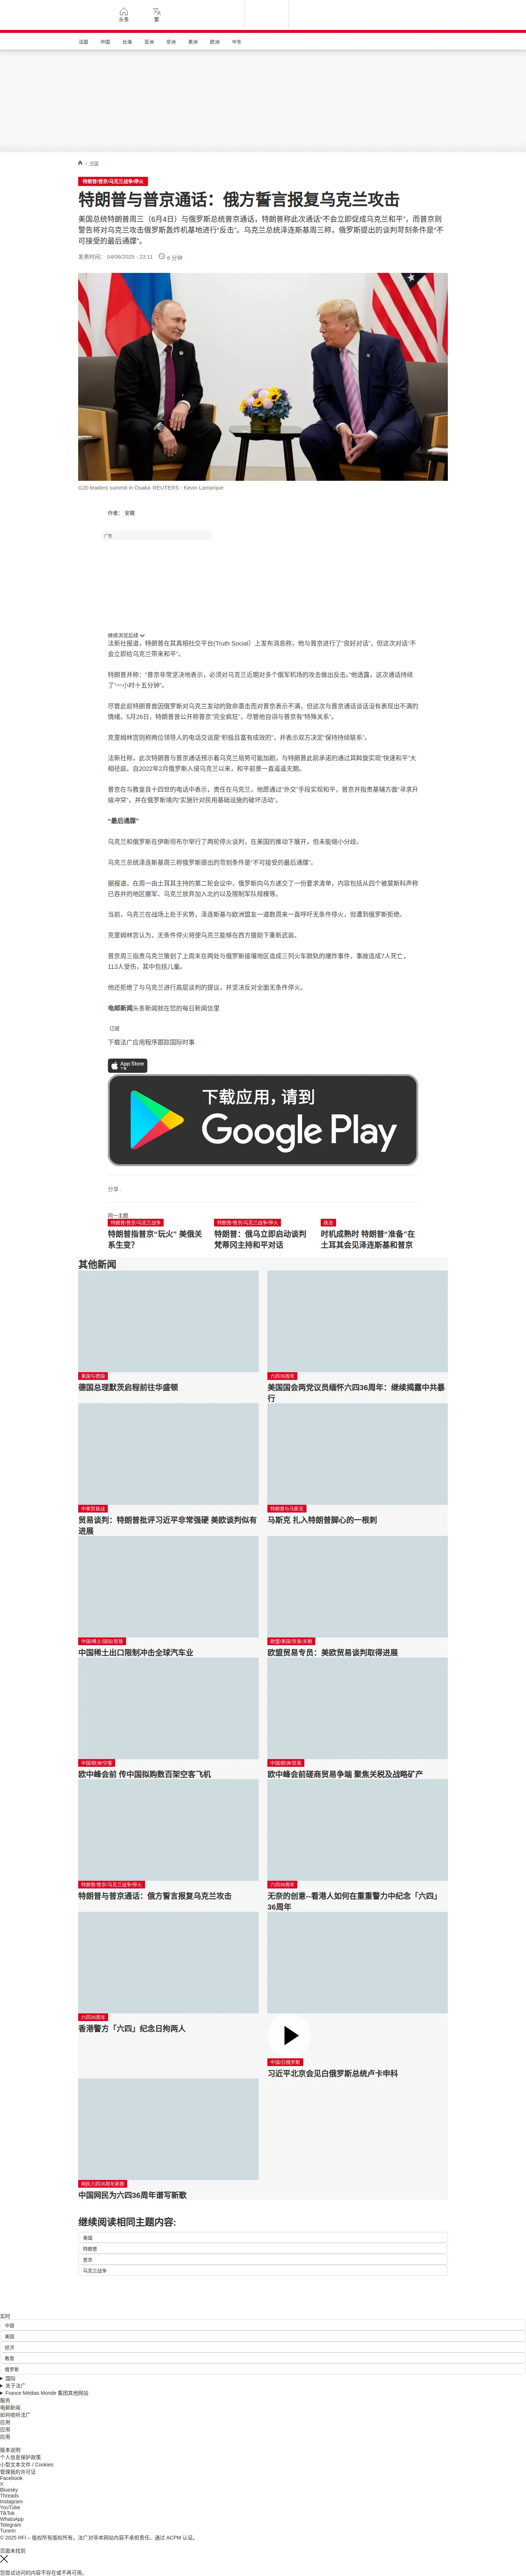 头条
繁
法国
中国
台海
亚洲
非洲
美洲
欧洲
中东
/ 中国
特朗普/普京/乌克兰战争/停火
特朗普与普京通话：俄方誓言报复乌克兰攻击
美国总统特朗普周三（6月4日）与俄罗斯总统普京通话，特朗普称此次通话“不会立即促成乌克兰和平”，而普京则
警告将对乌克兰攻击俄罗斯轰炸机基地进行“反击”。乌克兰总统泽连斯基周三称，俄罗斯提出的谈判苛刻条件是“不
可接受的最后通牒”。
发表时间： 04/06/2025 - 23:11
6 分钟
G20 leaders summit in Osaka REUTERS - Kevin Lamarque
作者： 安娜
广告
继续浏览后续
法新社报道，特朗普在其真相社交平台(Truth Social）上发布消息称，他与普京进行了“良好对话”，但这次对话“不
会立即给乌克兰带来和平”。
特朗普并称：“普京非常坚决地表示，必须对乌克兰近期对多个俄军机场的攻击做出反击。”他透露，这次通话持续
了“一小时十五分钟”。
尽管此前特朗普曾因俄罗斯对乌克兰发动的致命袭击而对普京表示不满，但这次与普京通话谈话没有表现出不满的
情绪。5月26日，特朗普曾公开称普京“完全疯狂”，尽管他自诩与普京有“特殊关系”。
克里姆林宫则称两位领导人的电话交谈是“积极且富有成效的”，并表示双方决定“保持持续联系”。
法新社称，此次特朗普与普京通话预示着乌克兰局势可能加剧，与特朗普此前承诺的通过其斡旋实现“快速和平”大
相径庭。自2022年2月俄罗斯入侵乌克兰以来，和平前景一直遥遥无期。
普京在与教皇良十四世的电话中表示，责任在乌克兰，他愿通过“外交”手段实现和平，普京并指责基辅方面“寻求升
级冲突”，并在俄罗斯境内“实施针对民用基础设施的破坏活动”。
“最后通牒”
乌克兰和俄罗斯在伊斯坦布尔举行了两轮停火谈判，在美国的推动下展开，但未能缩小分歧。
乌克兰总统泽连斯基周三称俄罗斯提出的苛刻条件是“不可接受的最后通牒”。
据报道，在周一由土耳其主持的第二轮会议中，俄罗斯向乌方递交了一份要求清单，内容包括从四个被莫斯科声称
已吞并的地区撤军、乌克兰放弃加入北约以及限制军队规模等。
当前，乌克兰在战场上处于劣势，泽连斯基与欧洲盟友一道数周来一直呼吁无条件停火，但遭到俄罗斯拒绝。
克里姆林宫认为，无条件停火将使乌克兰能够在西方援助下重新武装。
普京周三指责乌克兰策划了上周末在两处与俄罗斯接壤地区造成三列火车脱轨的爆炸事件，事故造成7人死亡，
113人受伤，其中包括儿童。
他还拒绝了与乌克兰进行高层谈判的提议，并坚决反对全面无条件停火。
电邮新闻头条新闻就在您的每日新闻信里
订阅
下载法广应用程序跟踪国际时事
App Store
下载
下载应用，请到
Google Play
分享 :
同一主题
特朗普/普京/乌克兰战争
特朗普指普京“玩火” 美俄关
系生变?
特朗普/普京/乌克兰战争/停火
特朗普：俄乌立即启动谈判
梵蒂冈主持和平对话
政治
时机成熟时 特朗普“准备”在
土耳其会见泽连斯基和普京
其他新闻
美国与德国
德国总理默茨启程前往华盛顿
六四36周年
美国国会两党议员缅怀六四36周年：继续揭露中共暴
行
中美贸易战
贸易谈判：特朗普批评习近平非常强硬 美欧谈判似有
进展
特朗普与马斯克
马斯克 扎入特朗普脚心的一根刺
中国/稀土/国际/贸易
中国稀土出口限制冲击全球汽车业
欧盟/美国/贸易/关税
欧盟贸易专员：美欧贸易谈判取得进展
中国/欧洲/空客
欧中峰会前 传中国拟购数百架空客飞机
中国/欧洲/贸易
欧中峰会前磋商贸易争端 聚焦关税及战略矿产
特朗普/普京/乌克兰战争/停火
特朗普与普京通话：俄方誓言报复乌克兰攻击
六四36周年
无奈的创意--看港人如何在重重警力中纪念「六四」
36周年
六四36周年
香港警方「六四」纪念日拘两人
中国/白俄罗斯
习近平北京会见白俄罗斯总统卢卡申科
网民六四36周年新歌
中国网民为六四36周年谱写新歌
继续阅读相同主题内容:
美国
特朗普
普京
乌克兰战争
实时
中国
美国
经济
教育
俄罗斯
国际
关于法广
France Médias Monde 集团其他网站
服务
电邮新闻
如何收听法广
应用
应用
应用
版本说明
个人信息保护政策
小型文本文件 / Cookies
管理我的许可证
Facebook
X
Bluesky
Threads
Instagram
YouTube
TikTok
WhatsApp
Telegram
TuneIn
© 2025 RFI – 版权所有版权所有。法广对非本网站内容不承担责任。通过 ACPM 认证。
页面未找到
您尝试访问的内容不存在或不再可用。